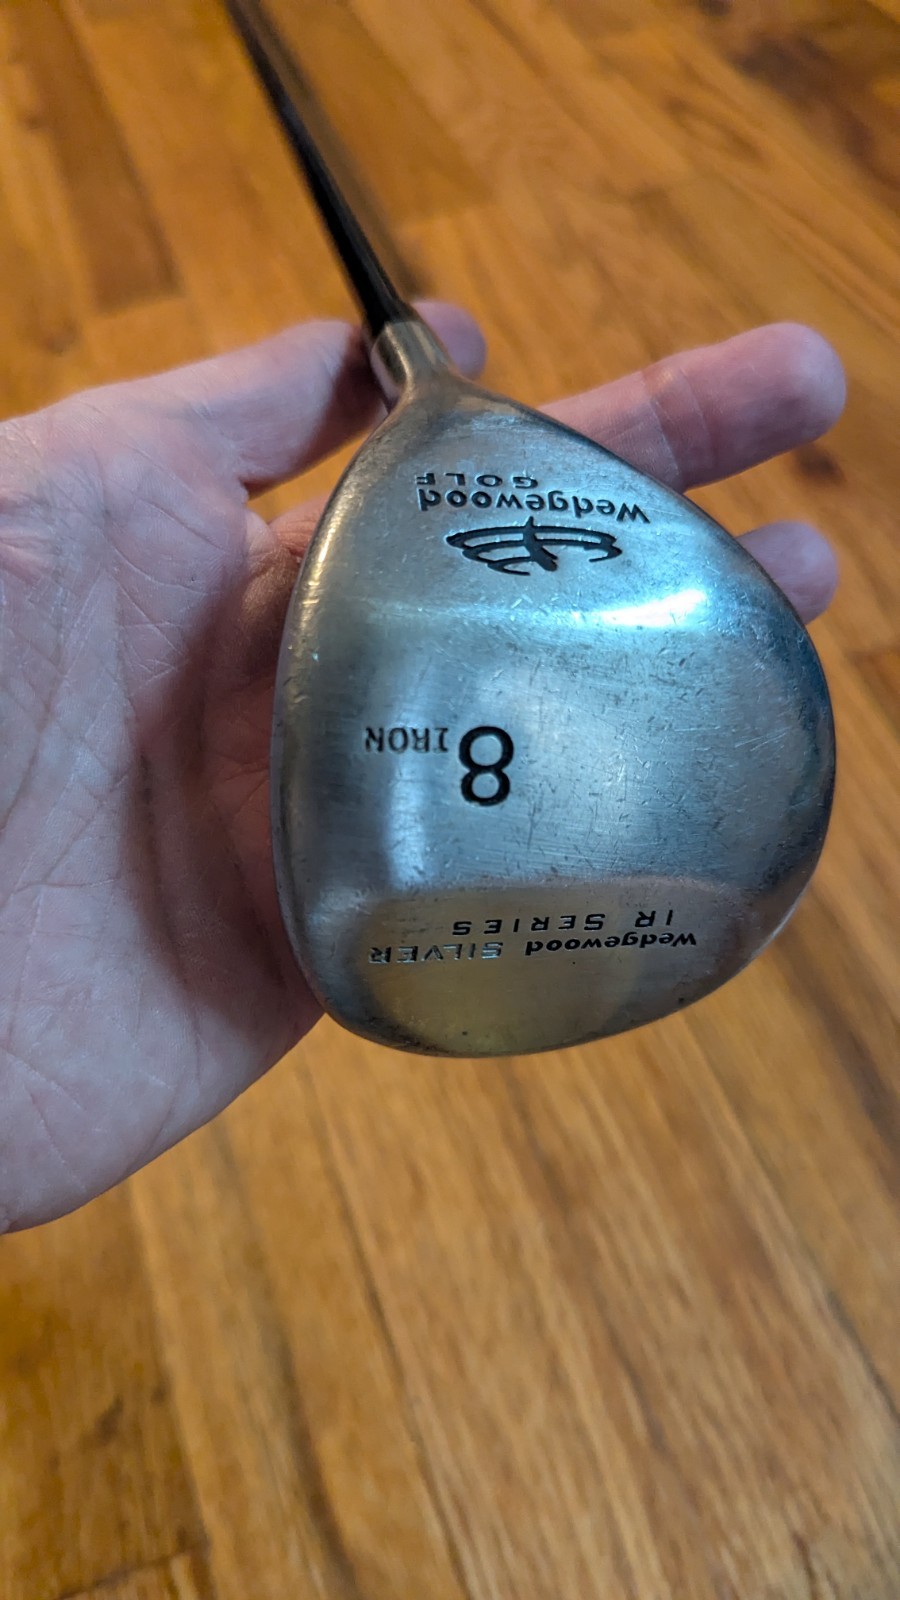 Wedgewood SILVER
IR SERIES
8 IRON
Wedgewood
GOLF